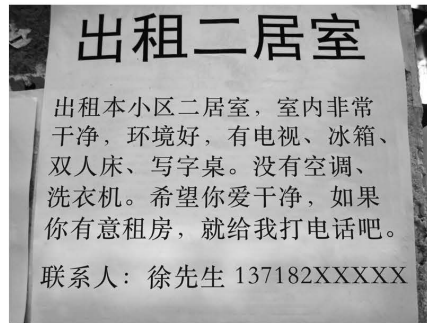 出租二居室
出租本小区二居室，室内非常
干净，环境好，有电视、冰箱、
双人床、写字桌。没有空调、
洗衣机。希望你爱干净，如果
你有意租房，就给我打电话吧。
联系人：徐先生 137182XXXXX